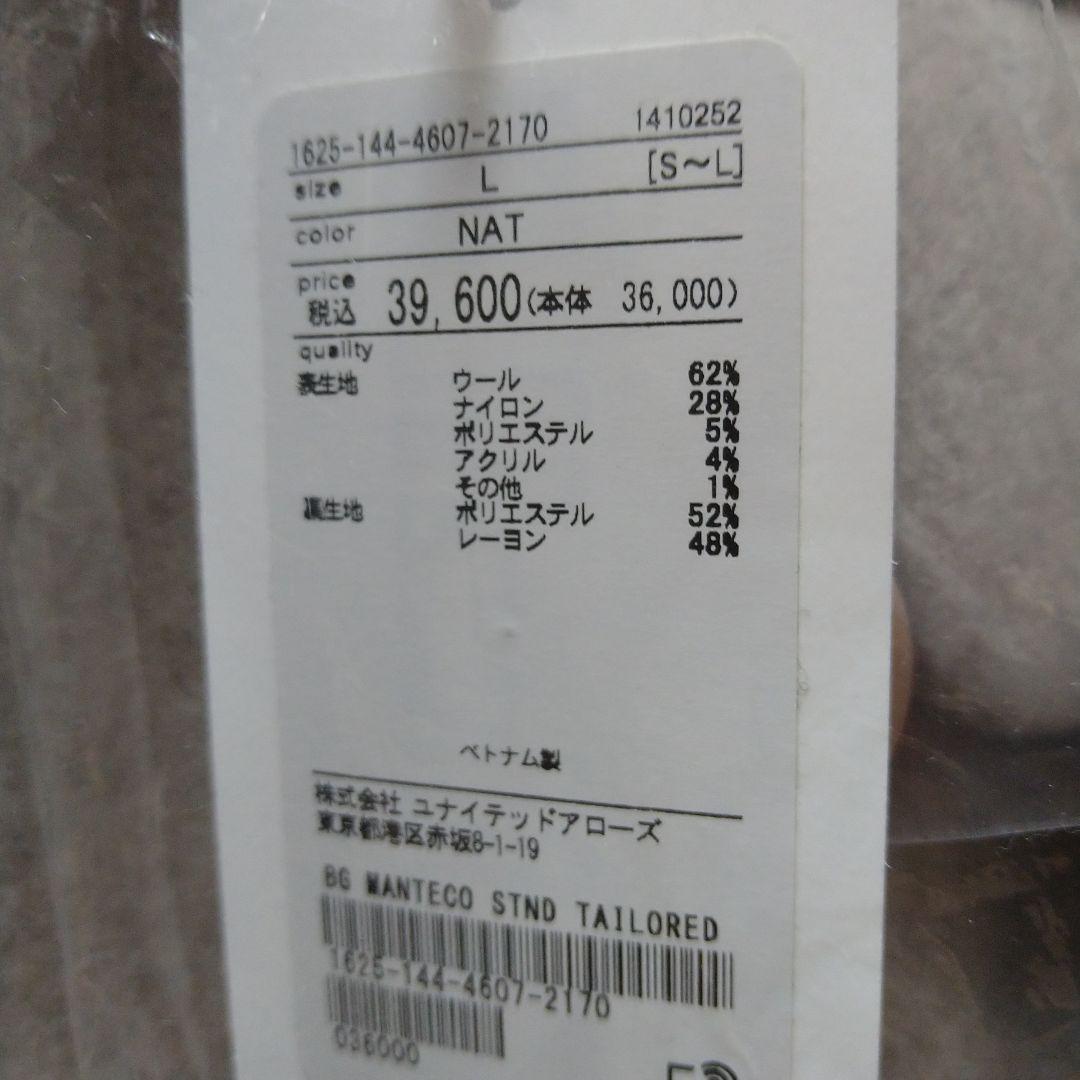 1625-144-4607-2170 1410252
size L [S～L]
color NAT
price
税込 39,600(本体 36,000)
quality
表生地 ウール 62%
ナイロン 28%
ポリエステル 5%
アクリル 4%
その他 1%
裏生地 ポリエステル 52%
レーヨン 48%
ベトナム製
株式会社 ユナイテッドアローズ
東京都港区赤坂8-1-19
BG MANTECO STND TAILORED
1625-144-4607-2170
036000